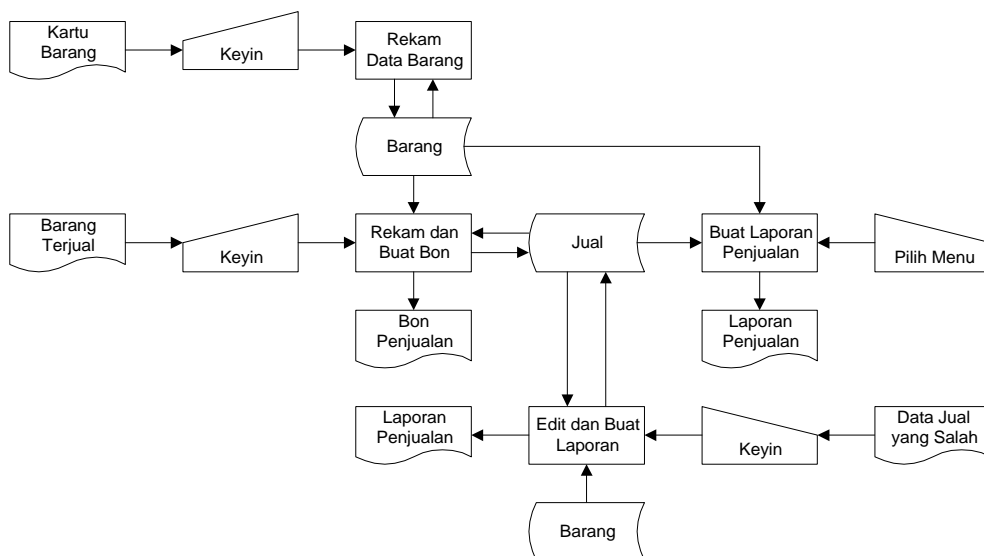 Kartu
Barang
Keyin
Rekam
Data Barang
Barang
Barang
Terjual
Keyin
Rekam dan
Buat Bon
Jual
Buat Laporan
Penjualan
Pilih Menu
Bon
Penjualan
Laporan
Penjualan
Laporan
Penjualan
Edit dan Buat
Laporan
Keyin
Data Jual
yang Salah
Barang